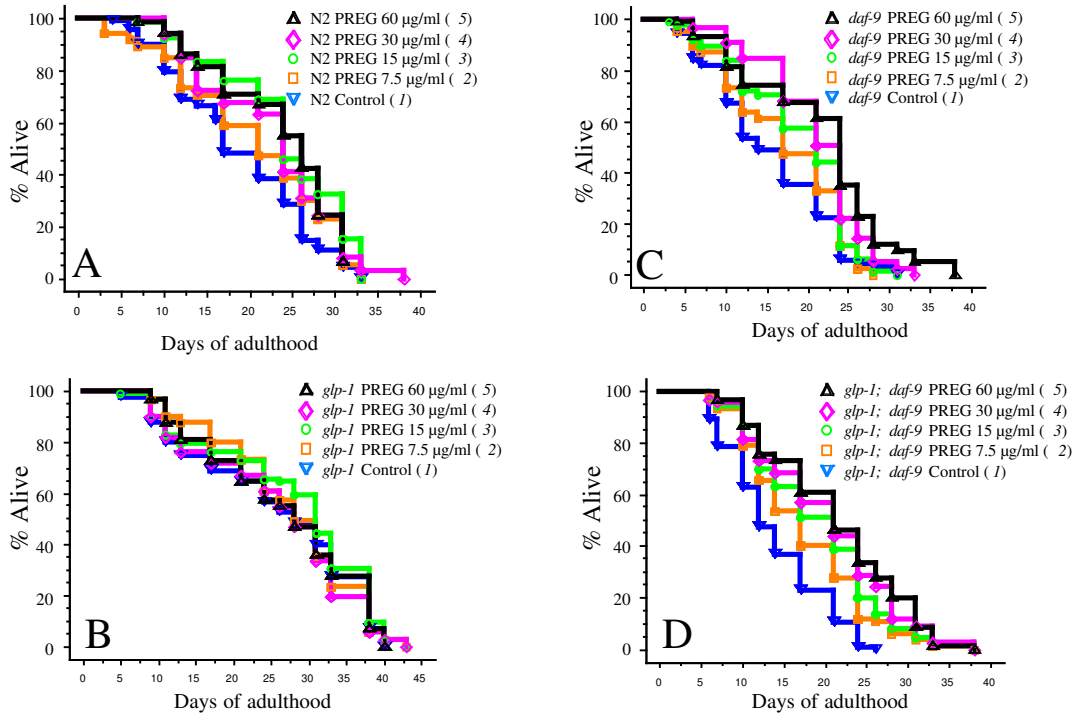 100
80
60
40
20
0
% Alive
N2 PREG 60 µg/ml ( 5)
N2 PREG 30 µg/ml ( 4)
N2 PREG 15 µg/ml ( 3)
N2 PREG 7.5 µg/ml ( 2)
N2 Control ( 1)
A
0 5 10 15 20 25 30 35 40
Days of adulthood
100
80
60
40
20
0
% Alive
daf-9 PREG 60 µg/ml ( 5)
daf-9 PREG 30 µg/ml ( 4)
daf-9 PREG 15 µg/ml ( 3)
daf-9 PREG 7.5 µg/ml ( 2)
daf-9 Control ( 1)
C
0 5 10 15 20 25 30 35 40
Days of adulthood
100
80
60
40
20
0
% Alive
glp-1 PREG 60 µg/ml ( 5)
glp-1 PREG 30 µg/ml ( 4)
glp-1 PREG 15 µg/ml ( 3)
glp-1 PREG 7.5 µg/ml ( 2)
glp-1 Control ( 1)
B
0 5 10 15 20 25 30 35 40 45
Days of adulthood
100
80
60
40
20
0
% Alive
glp-1; daf-9 PREG 60 µg/ml ( 5)
glp-1; daf-9 PREG 30 µg/ml ( 4)
glp-1; daf-9 PREG 15 µg/ml ( 3)
glp-1; daf-9 PREG 7.5 µg/ml ( 2)
glp-1; daf-9 Control ( 1)
D
0 5 10 15 20 25 30 35 40
Days of adulthood